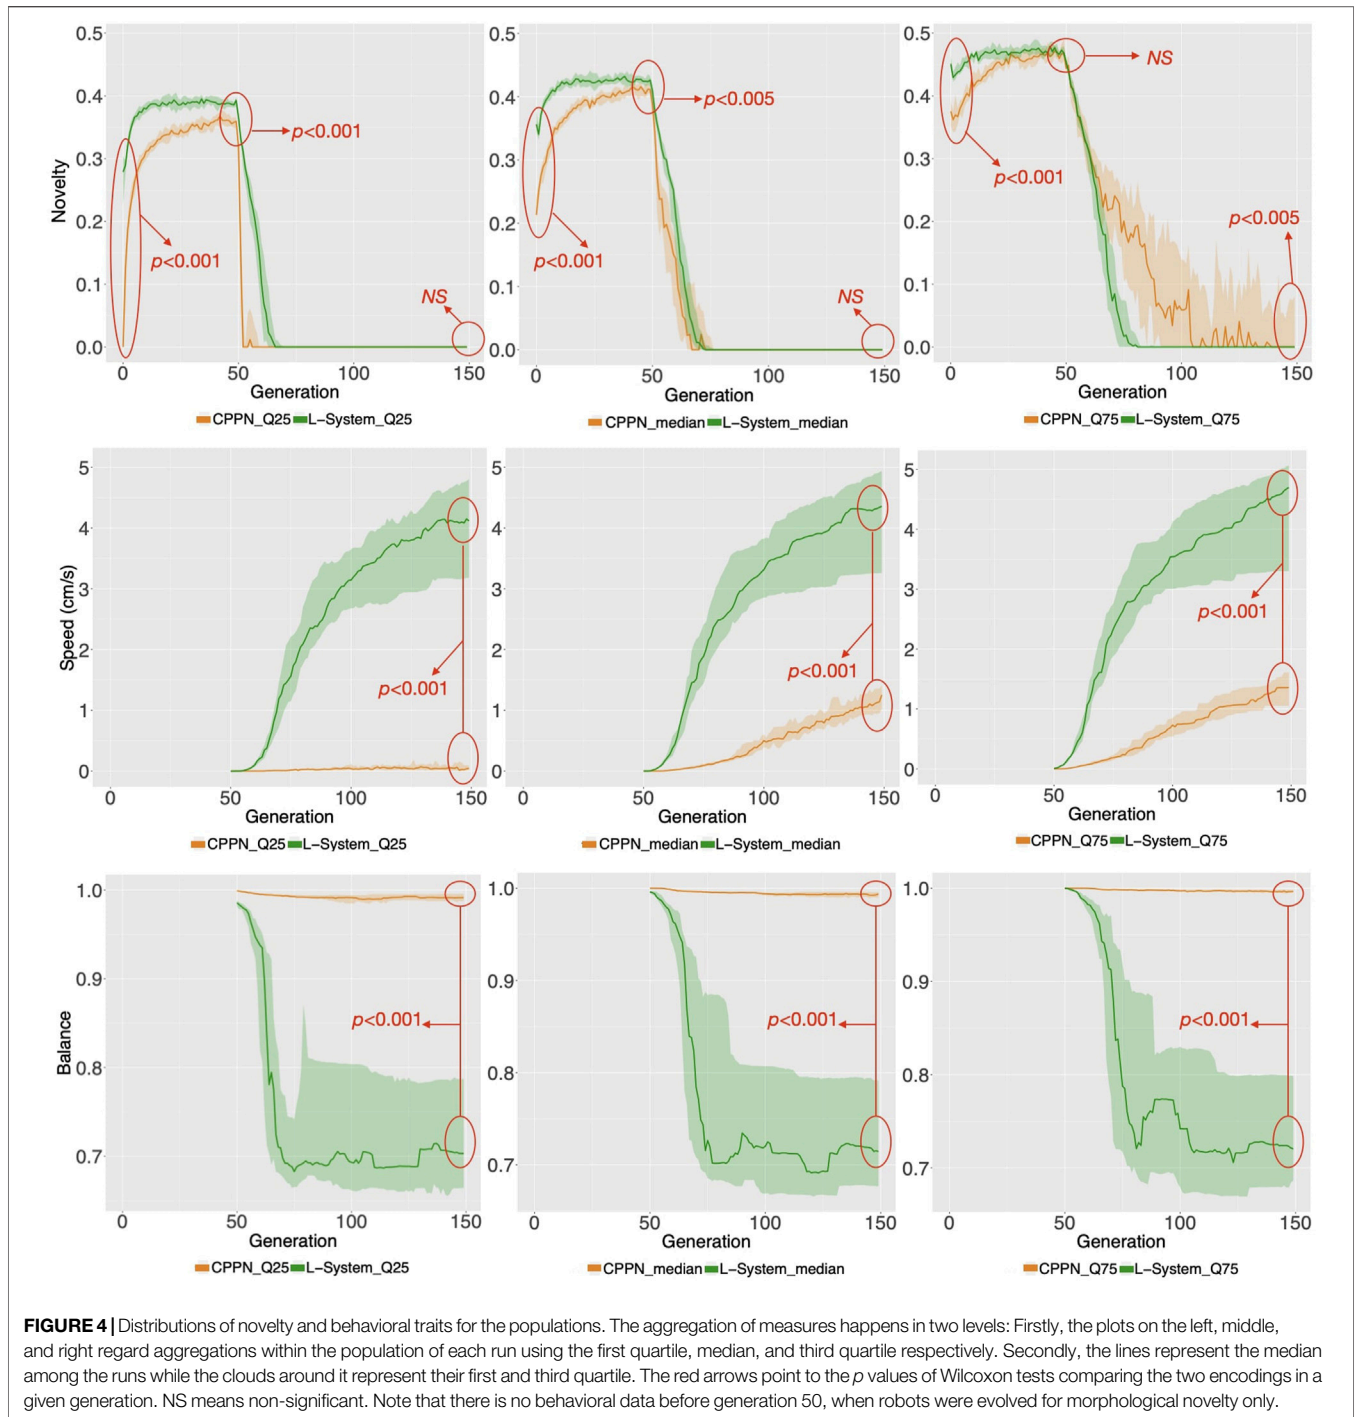 0.5
0.4
0.3
0.2
0.1
0.0
Novelty
p<0.001
p<0.001
NS
0 50 100 150
Generation
CPPN_Q25 L-System_Q25
0.5
0.4
0.3
0.2
0.1
0.0
p<0.005
p<0.001
NS
0 50 100 150
Generation
CPPN_median L-System_median
0.5
0.4
0.3
0.2
0.1
0.0
NS
p<0.001
p<0.005
0 50 100 150
Generation
CPPN_Q75 L-System_Q75
5
4
3
2
1
0
Speed (cm/s)
p<0.001
0 50 100 150
Generation
CPPN_Q25 L-System_Q25
5
4
3
2
1
0
p<0.001
0 50 100 150
Generation
CPPN_median L-System_median
5
4
3
2
1
0
p<0.001
0 50 100 150
Generation
CPPN_Q75 L-System_Q75
1.0
0.9
0.8
0.7
Balance
p<0.001
0 50 100 150
Generation
CPPN_Q25 L-System_Q25
1.0
0.9
0.8
0.7
p<0.001
0 50 100 150
Generation
CPPN_median L-System_median
1.0
0.9
0.8
0.7
p<0.001
0 50 100 150
Generation
CPPN_Q75 L-System_Q75
FIGURE 4 | Distributions of novelty and behavioral traits for the populations. The aggregation of measures happens in two levels: Firstly, the plots on the left, middle,
and right regard aggregations within the population of each run using the first quartile, median, and third quartile respectively. Secondly, the lines represent the median
among the runs while the clouds around it represent their first and third quartile. The red arrows point to the p values of Wilcoxon tests comparing the two encodings in a
given generation. NS means non-significant. Note that there is no behavioral data before generation 50, when robots were evolved for morphological novelty only.